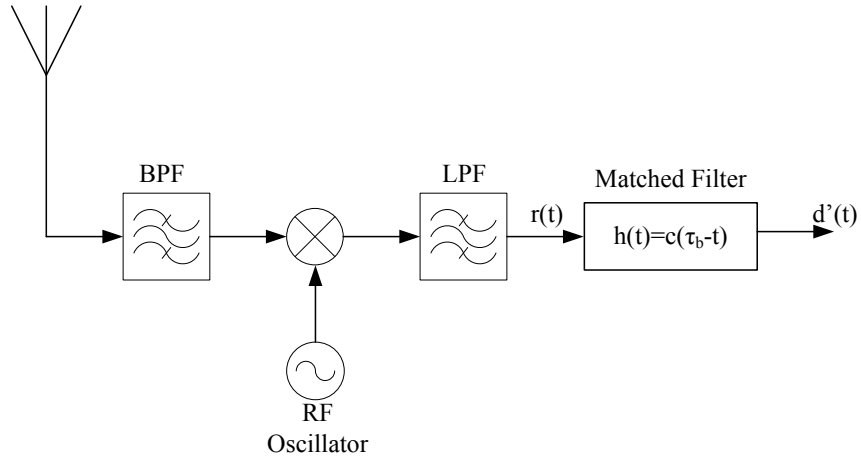 BPF
LPF
Matched Filter
r(t)
h(t)=c(τb-t)
d’(t)
RF
Oscillator